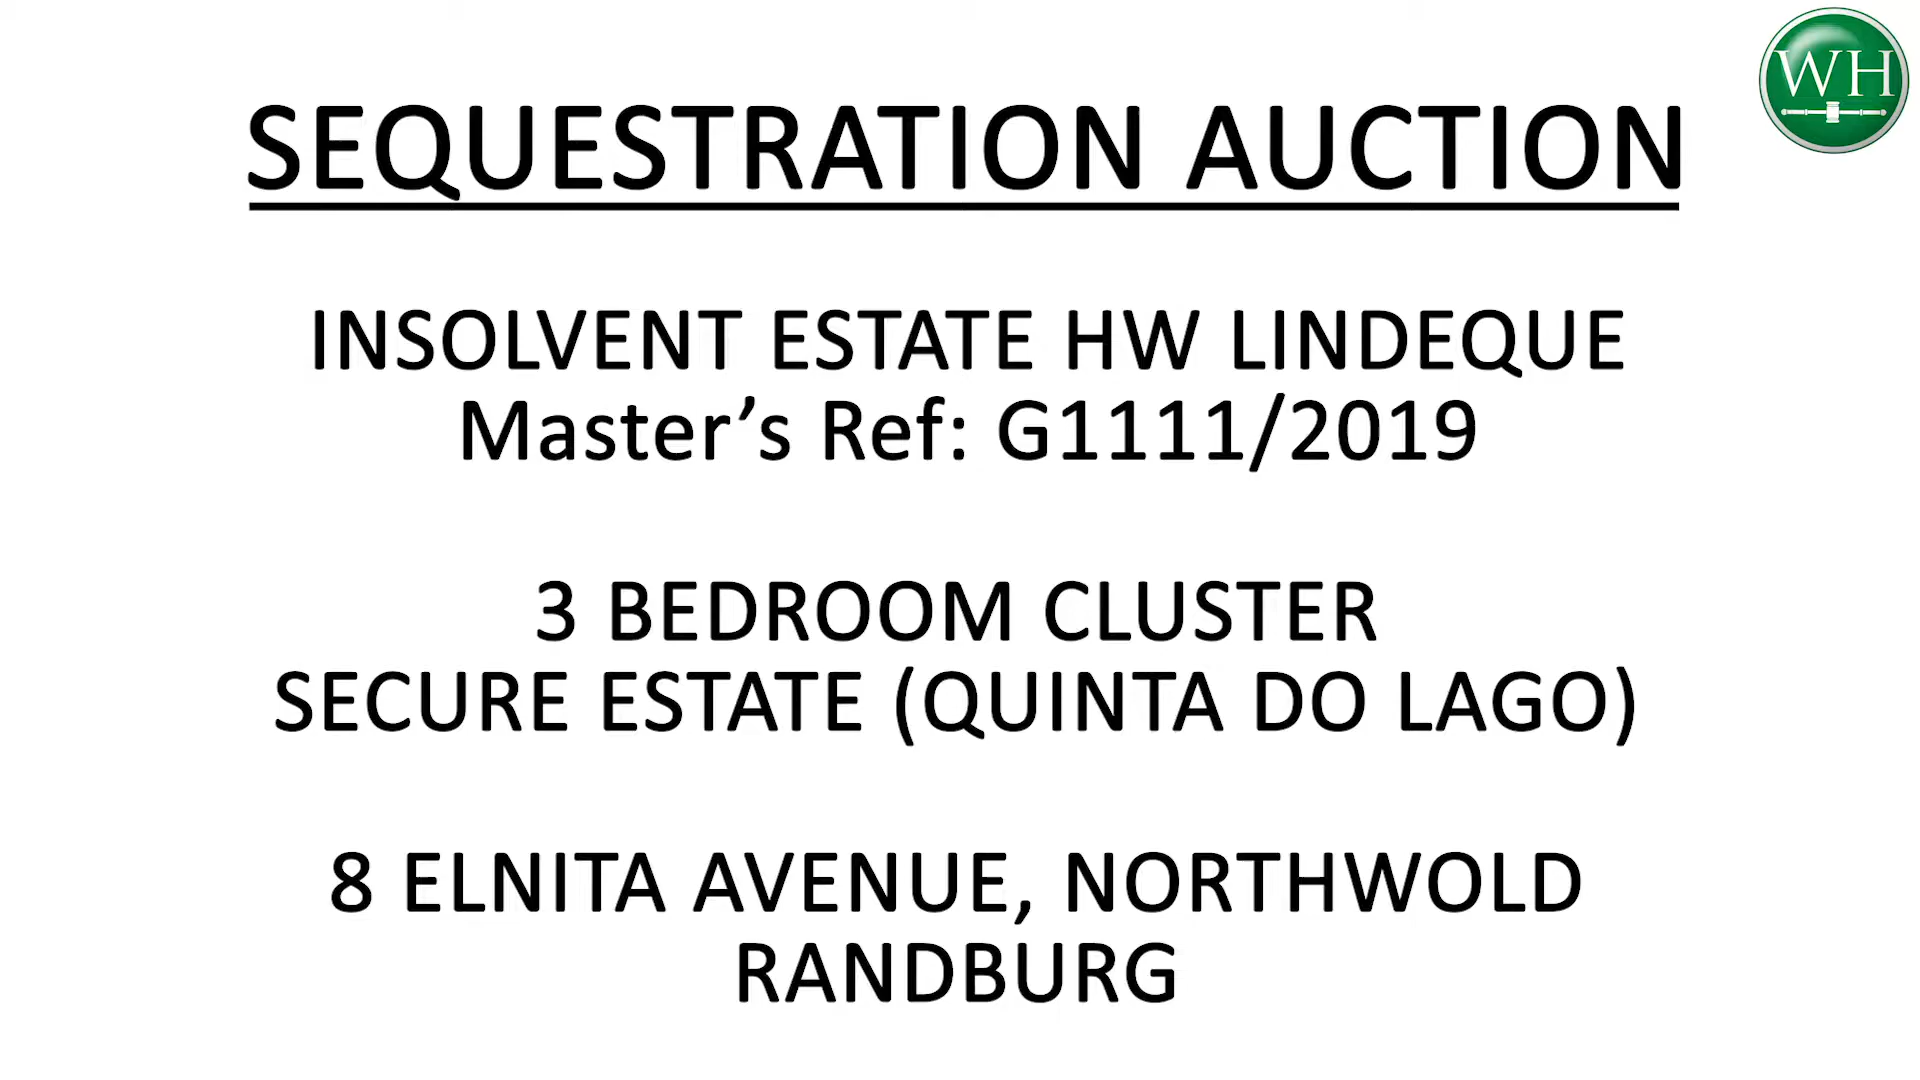 WH
SEQUESTRATION AUCTION
INSOLVENT ESTATE HW LINDEQUE
Master’s Ref: G1111/2019
3 BEDROOM CLUSTER
SECURE ESTATE (QUINTA DO LAGO)
8 ELNITA AVENUE, NORTHWOLD
RANDBURG